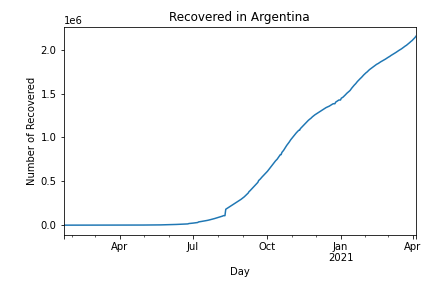 Recovered in Argentina
1e6
2.0
1.5
1.0
0.5
0.0
Number of Recovered
Apr
Jul
Oct
Jan
2021
Apr
Day